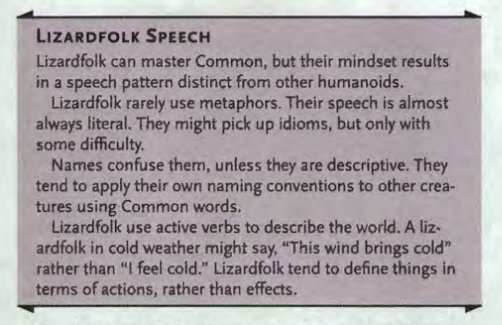 LIZARDFOLK SPEECH
Lizardfolk can master Common, but their mindset results
in a speech pattern distinct from other humanoids.
Lizardfolk rarely use metaphors. Their speech is almost
always literal. They might pick up idioms, but only with
some difficulty.
Names confuse them, unless they are descriptive. They
tend to apply their own naming conventions to other crea-
tures using Common words.
Lizardfolk use active verbs to describe the world. A liz-
ardfolk in cold weather might say, “This wind brings cold”
rather than “I feel cold.” Lizardfolk tend to define things in
terms of actions, rather than effects.